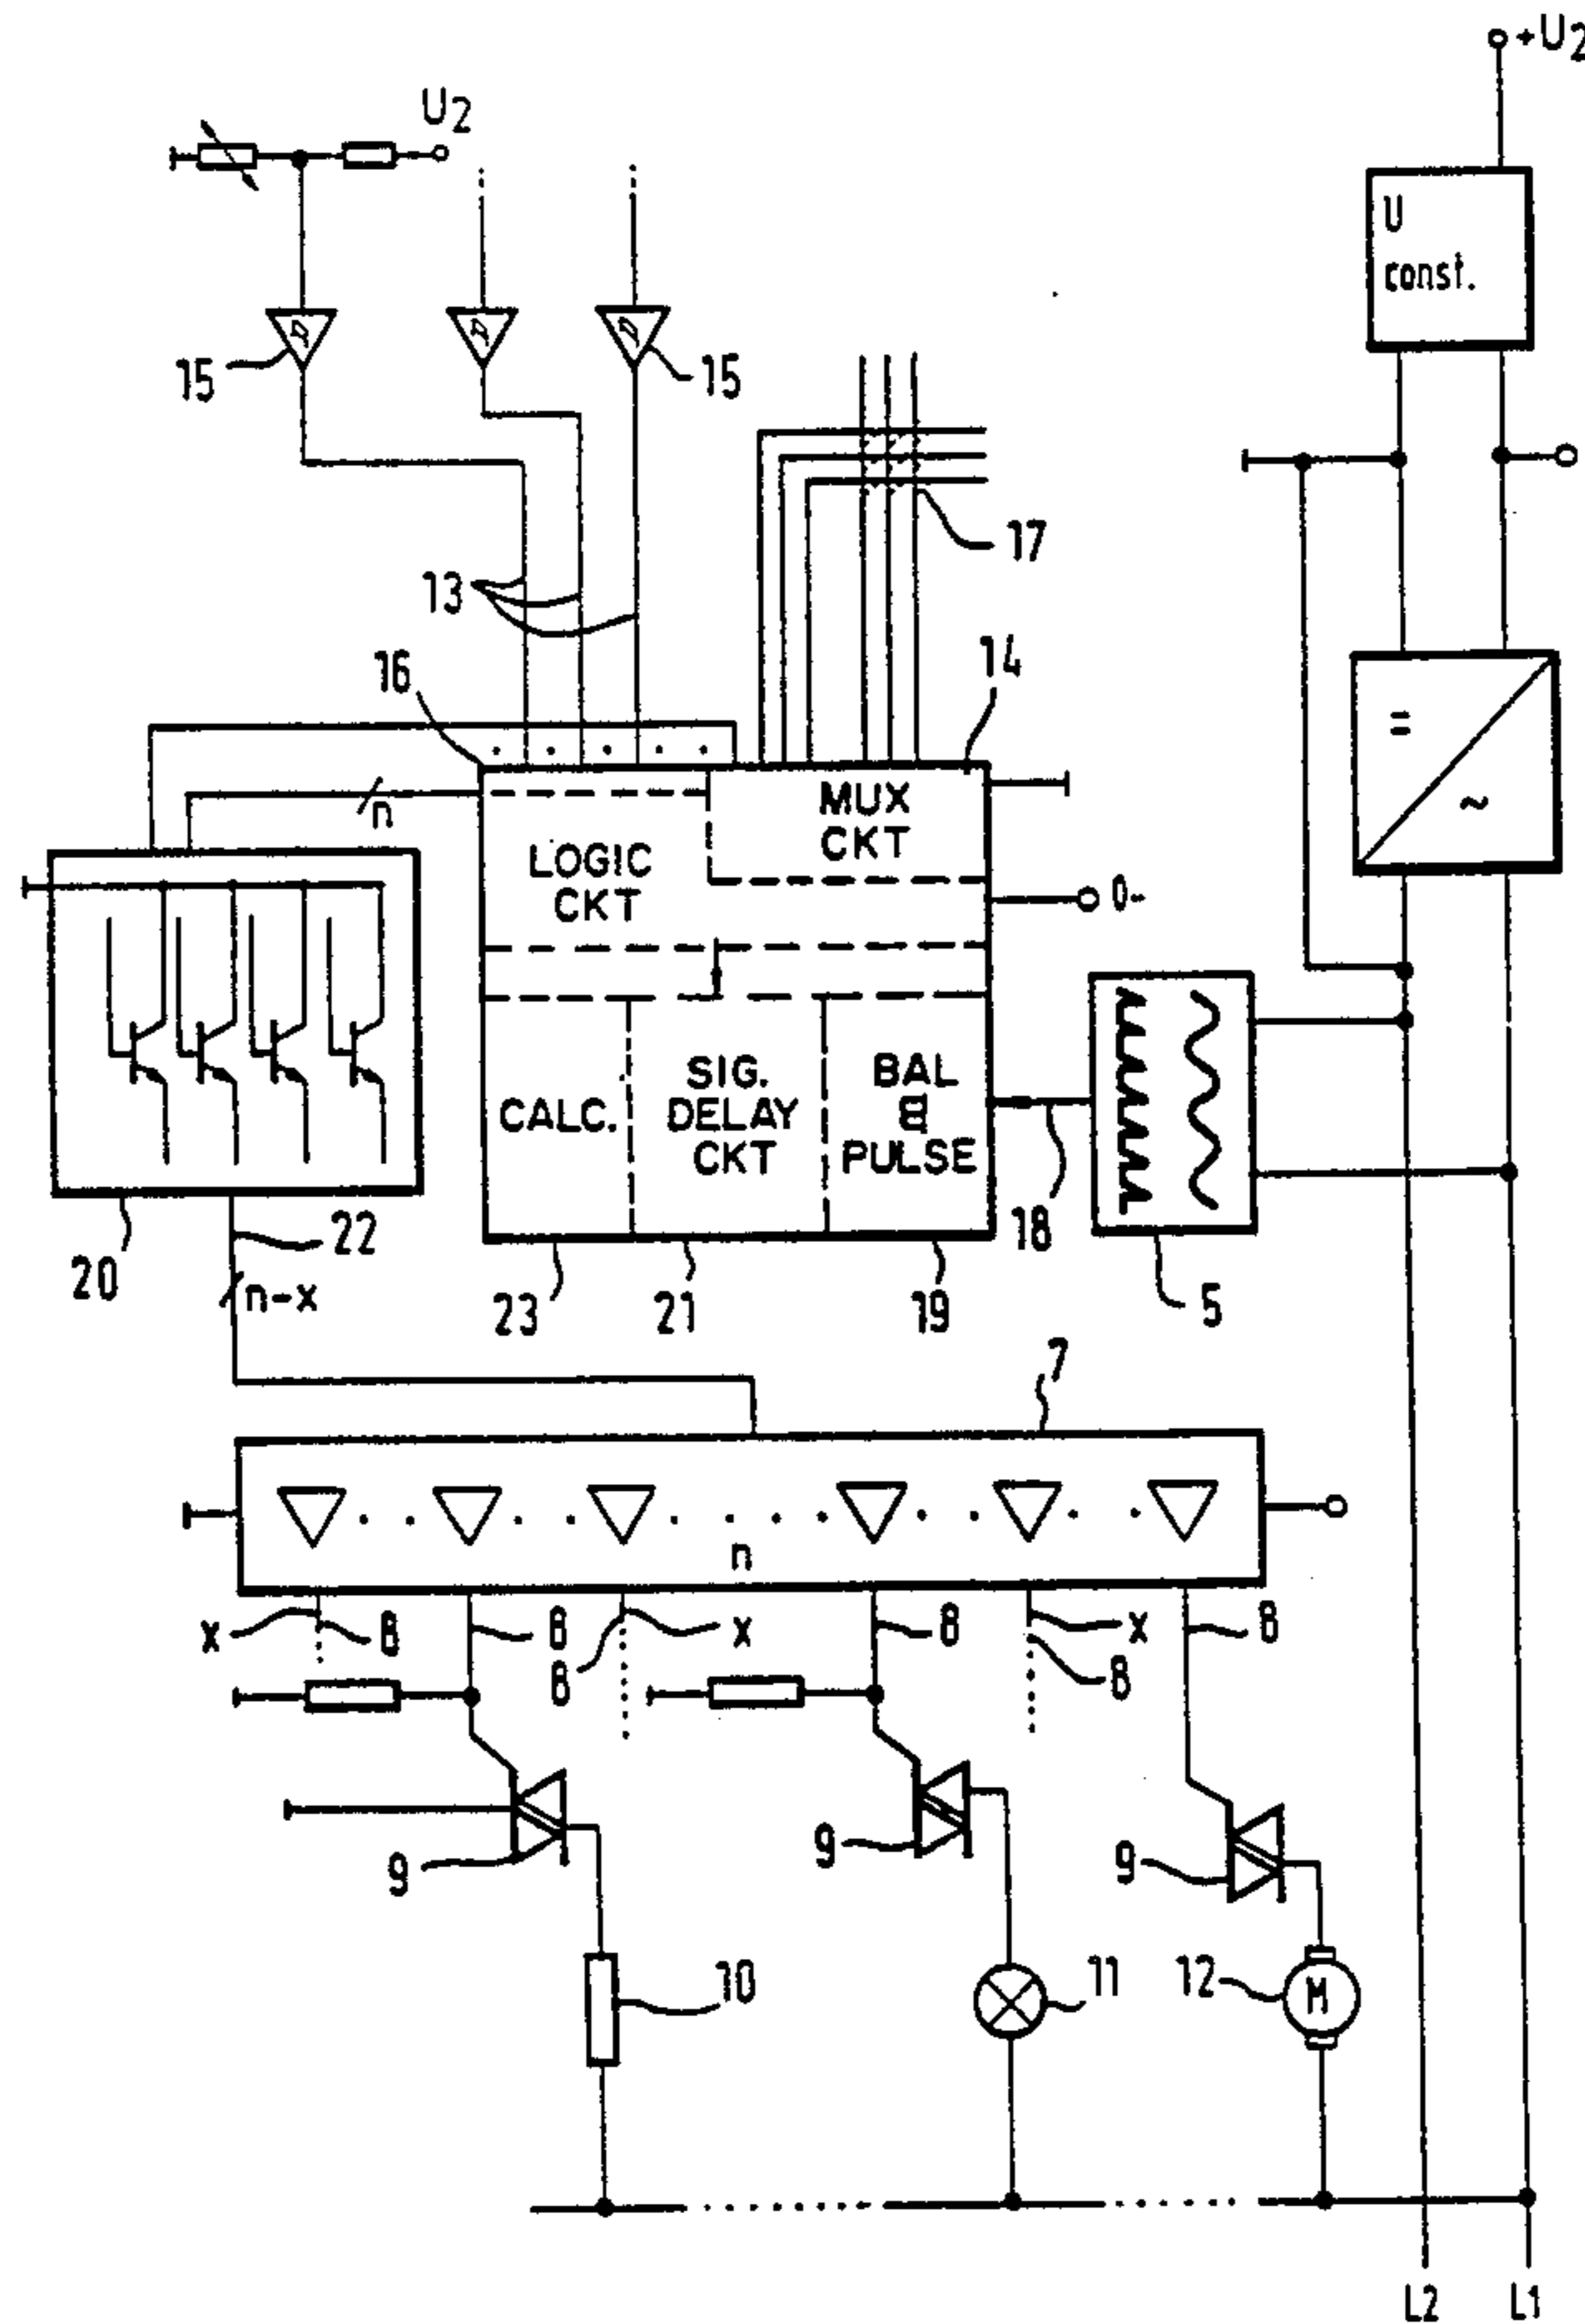 +U2
U2
U
const.
15
15
17
13
16
14
n
MUX
CKT
LOGIC
CKT
=
~
CALC.
SIG.
DELAY
CKT
BAL
&
PULSE
18
20
22
n-x
23
21
19
5
7
n
x
8
8
8
x
8
x
8
8
9
9
9
10
11
12
M
L2
L1